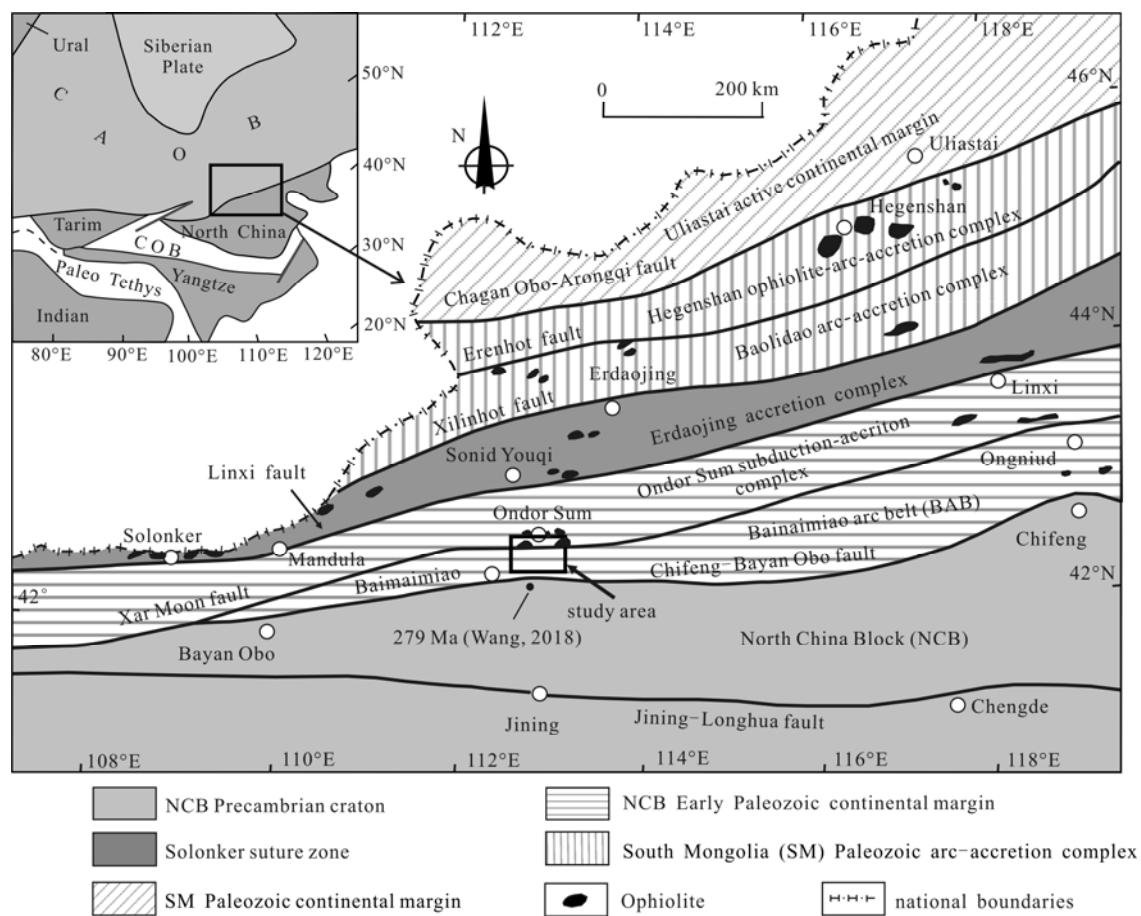 Ural
Siberian
Plate
C
A
O
B
Tarim
North China
COB
Paleo Tethys
Yangtze
Indian
50°N
40°N
30°N
20°N
80°E
90°E
100°E
110°E
120°E
112°E
114°E
116°E
118°E
46°N
44°N
42°N
42°
0
200 km
N
Uliastai
Uliastai active continental margin
Hegenshan
Chagan Obo-Arongqi fault
Hegenshan ophiolite-arc-accretion complex
Erenhot fault
Baolidao arc-accretion complex
Erdaojing
Xilinhot fault
Erdaojing accretion complex
Linxi
Sonid Youqi
Linxi fault
Ondor Sum subduction-accriton
complex
Ongniud
Solonker
Ondor Sum
Bainaimiao arc belt (BAB)
Mandula
Chifeng
Chifeng-Bayan Obo fault
Baimaimiao
Xar Moon fault
study area
279 Ma (Wang, 2018)
North China Block (NCB)
Bayan Obo
Jining
Jining-Longhua fault
Chengde
108°E
110°E
112°E
114°E
116°E
118°E
NCB Precambrian craton
NCB Early Paleozoic continental margin
Solonker suture zone
South Mongolia (SM) Paleozoic arc-accretion complex
SM Paleozoic continental margin
Ophiolite
national boundaries